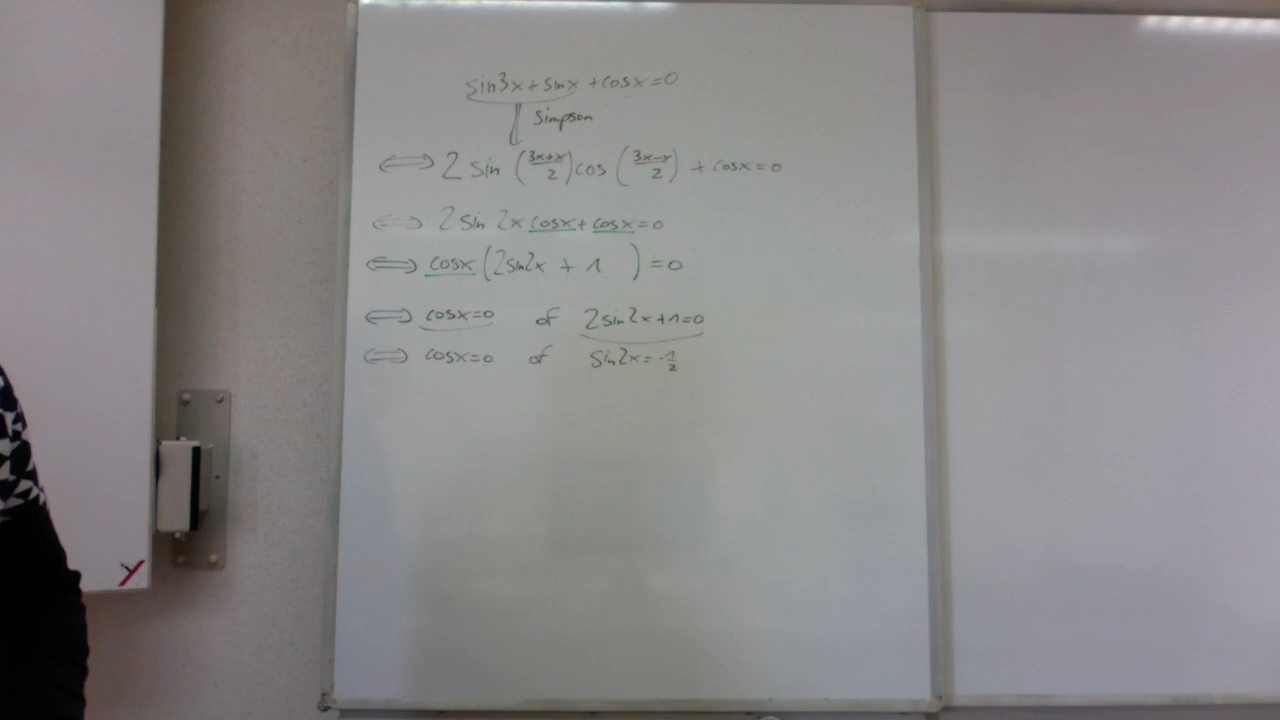 sin3x + sinx + cosx = 0
Simpson
⟺ 2 sin (3x+x/2) cos (3x-x/2) + cosx = 0
⟺ 2 sin 2x cosx + cosx = 0
⟺ cosx (2sin2x + 1 ) = 0
⟺ cosx=0 of 2sin2x+1=0
⟺ cosx=0 of sin2x = -1/2